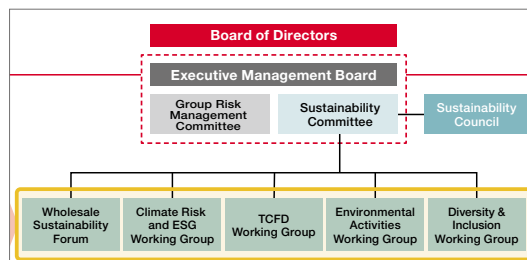 Board of Directors
Executive Management Board
Group Risk
Management
Committee
Sustainability
Committee
Sustainability
Council
Wholesale
Sustainability
Forum
Climate Risk
and ESG
Working Group
TCFD
Working Group
Environmental
Activities
Working Group
Diversity &
Inclusion
Working Group